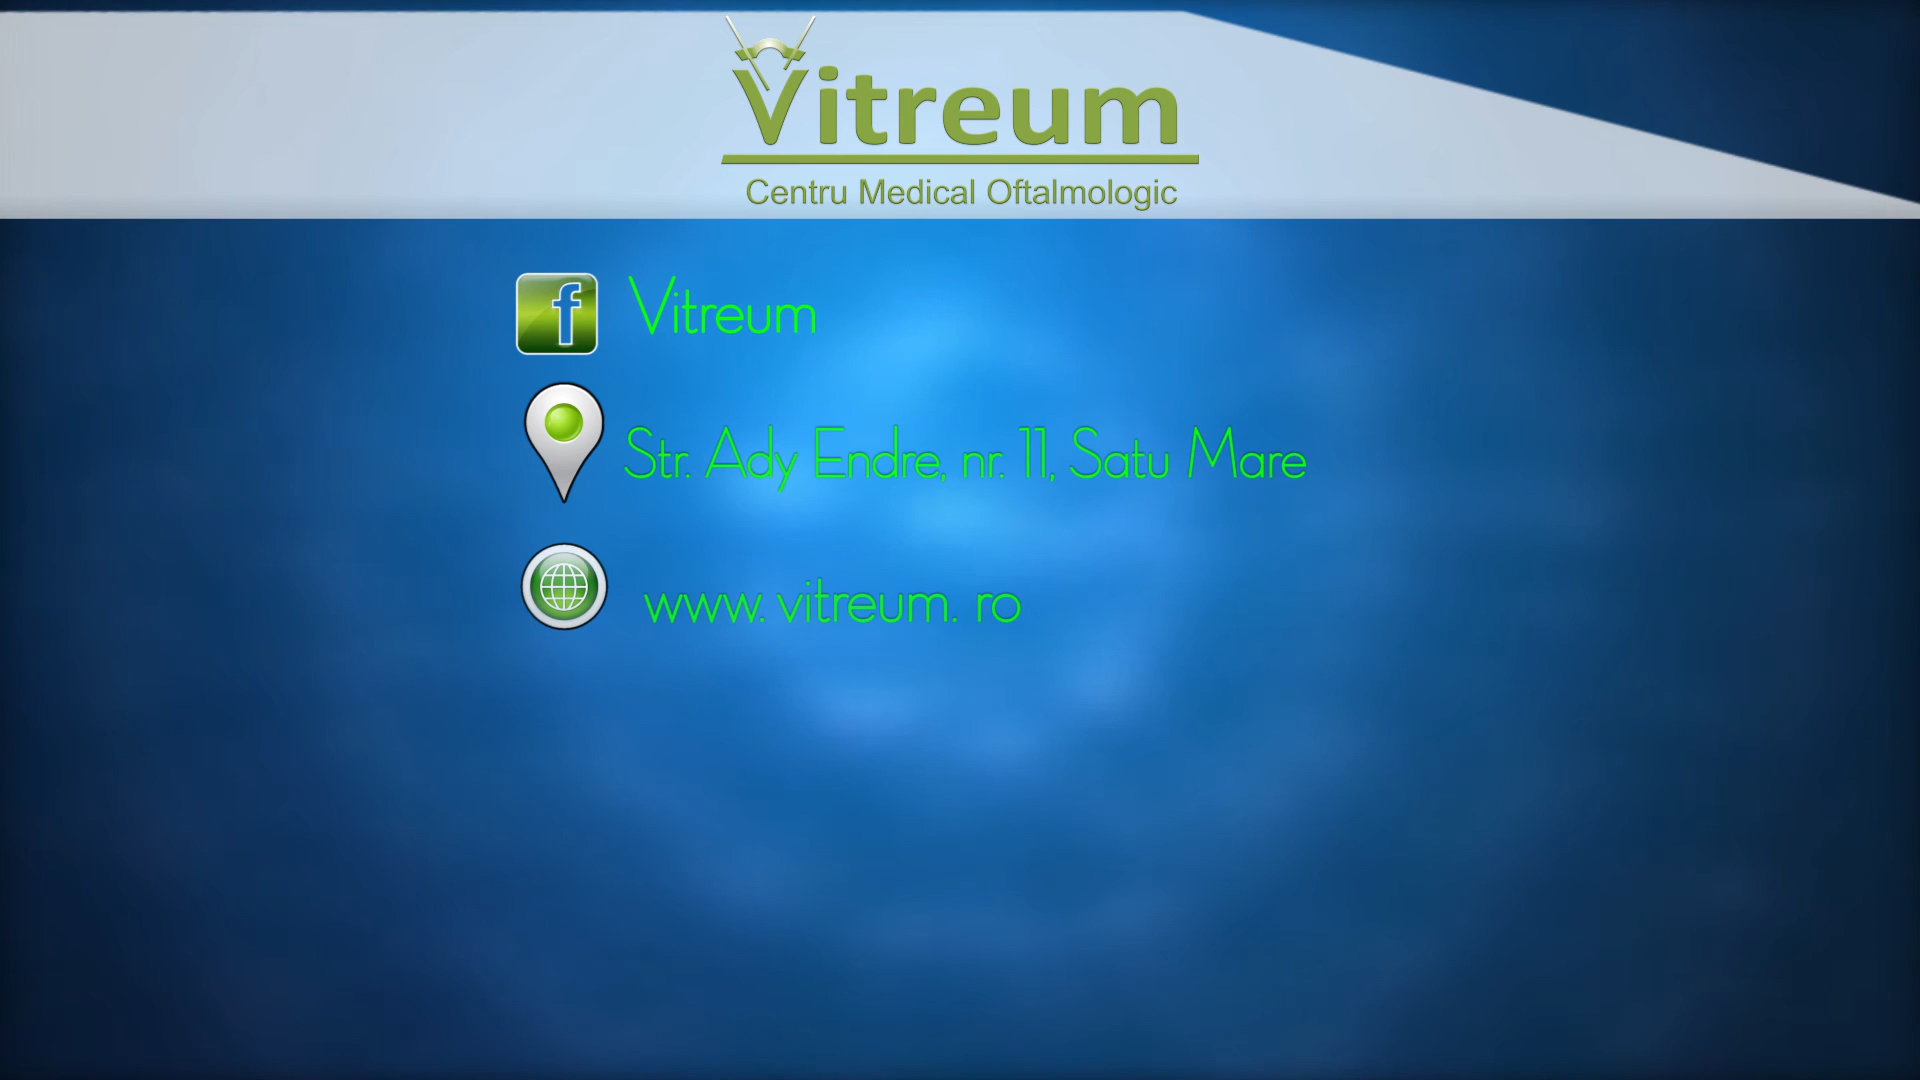 Vitreum
Centru Medical Oftalmologic
f
Vitreum
Str. Ady Endre, nr. 11, Satu Mare
www. vitreum. ro